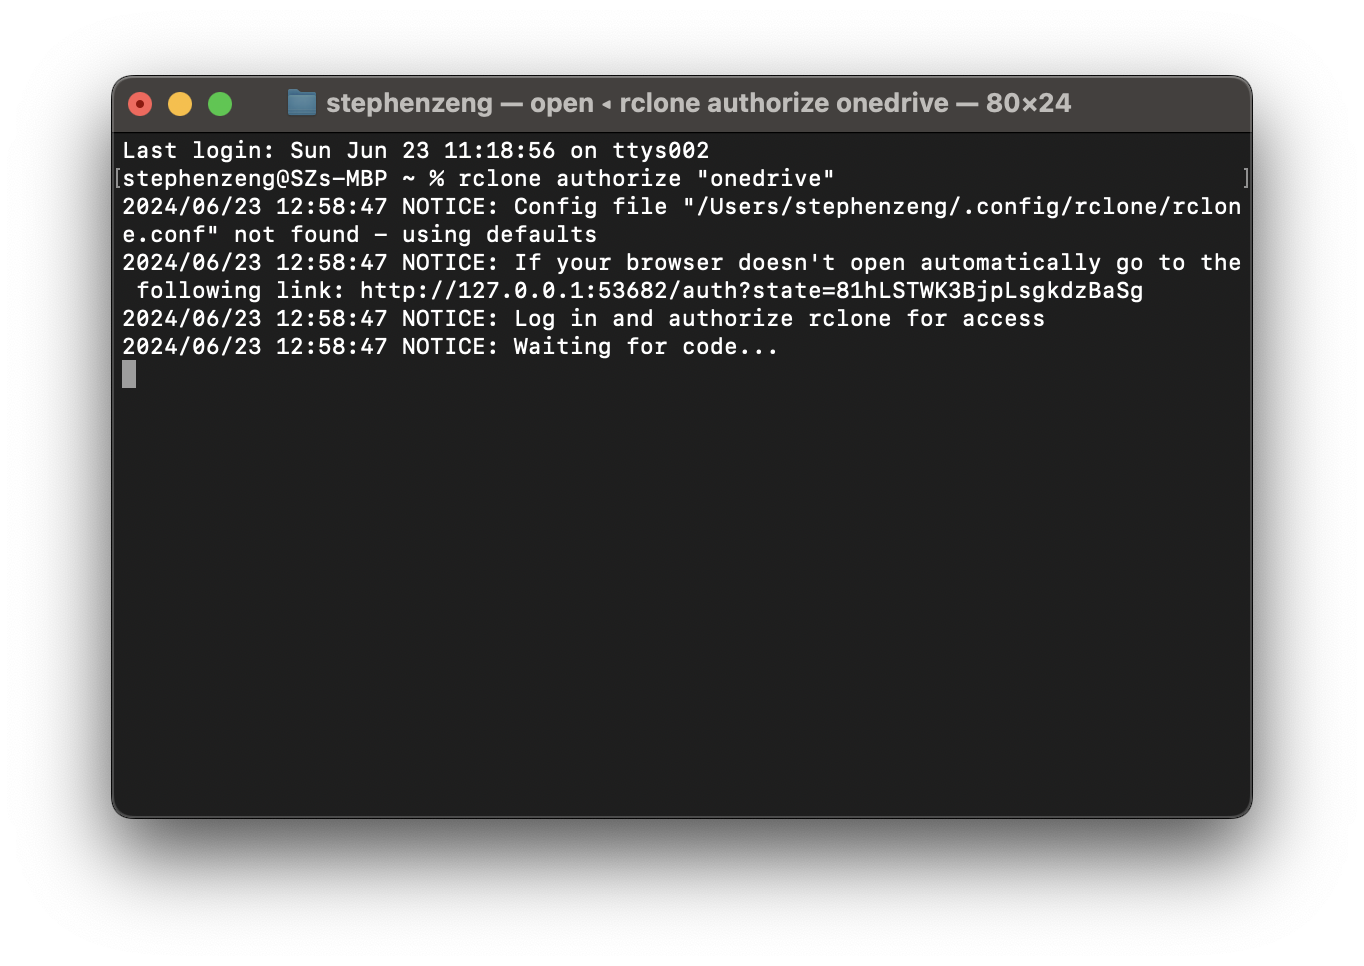 stephenzeng — open ◂ rclone authorize onedrive — 80×24
Last login: Sun Jun 23 11:18:56 on ttys002
[stephenzeng@SZs-MBP ~ % rclone authorize "onedrive" ]
2024/06/23 12:58:47 NOTICE: Config file "/Users/stephenzeng/.config/rclone/rclon
e.conf" not found - using defaults
2024/06/23 12:58:47 NOTICE: If your browser doesn't open automatically go to the
 following link: http://127.0.0.1:53682/auth?state=81hLSTWK3BjpLsgkdzBaSg
2024/06/23 12:58:47 NOTICE: Log in and authorize rclone for access
2024/06/23 12:58:47 NOTICE: Waiting for code...